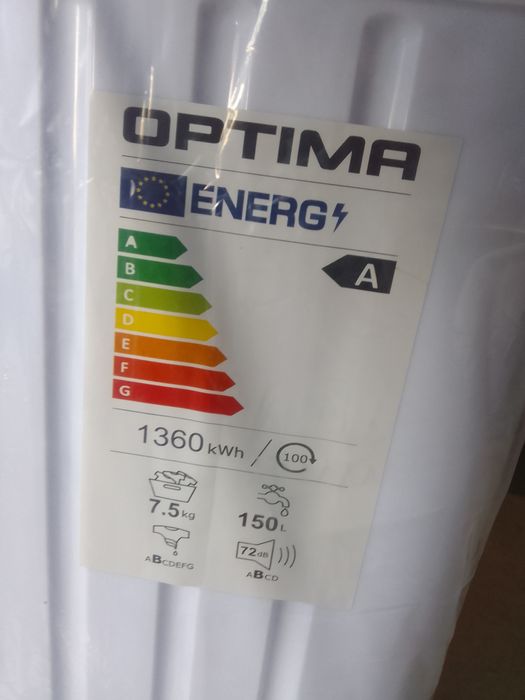 OPTIMA
ENERG
A
A
B
C
D
E
F
G
1360 kWh / 100
7.5kg
150L
ABCDEFG
72dB
ABCD